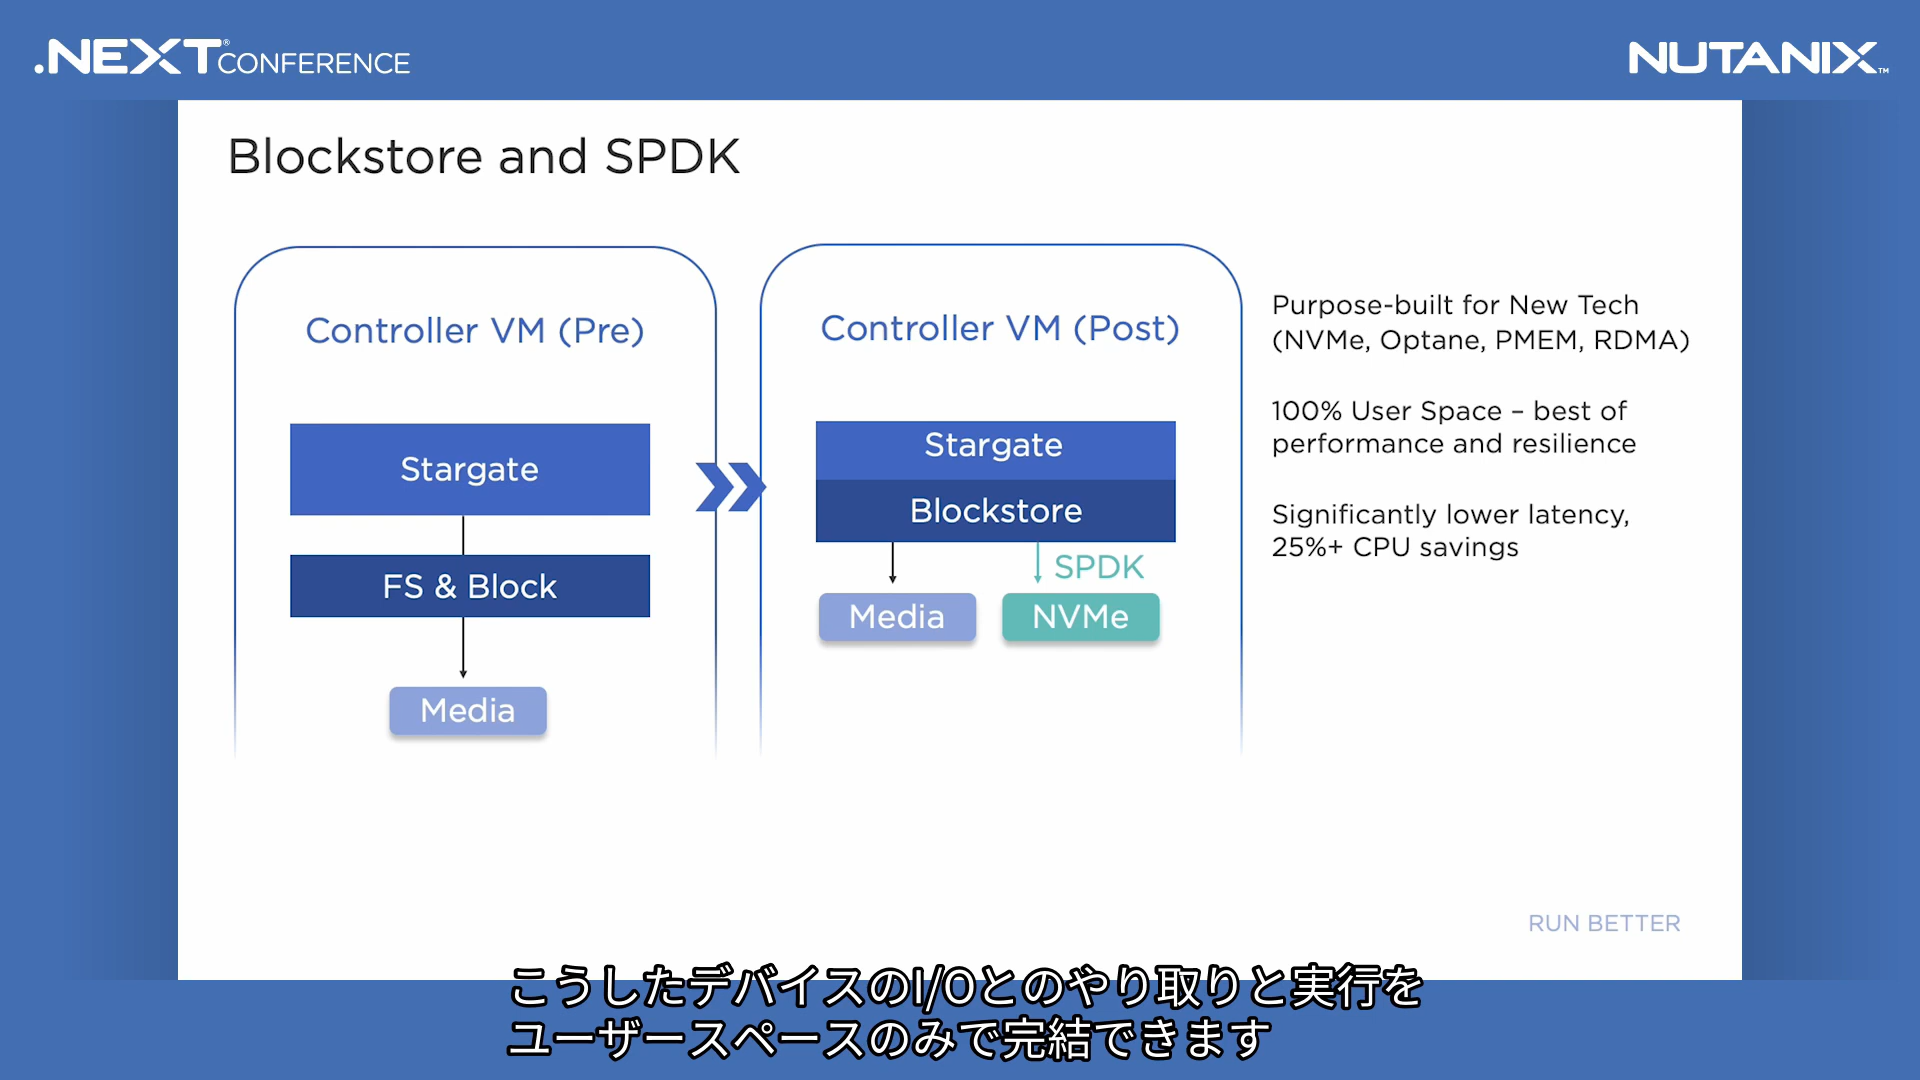 .NEXT® CONFERENCE
NUTANIX™
Blockstore and SPDK
Controller VM (Pre)
Stargate
FS & Block
Media
Controller VM (Post)
Stargate
Blockstore
SPDK
Media
NVMe
Purpose-built for New Tech
(NVMe, Optane, PMEM, RDMA)
100% User Space – best of
performance and resilience
Significantly lower latency,
25%+ CPU savings
RUN BETTER
こうしたデバイスのI/Oとのやり取りと実行を
ユーザースペースのみで完結できます